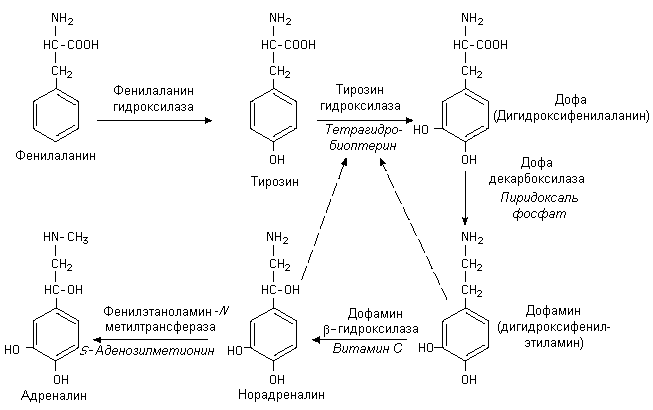 NH₂
HC-COOH
CH₂
Фенилаланин
Фенилаланин
гидроксилаза
NH₂
HC-COOH
CH₂
OH
Тирозин
Тирозин
гидроксилаза
Тетрагидро-
биоптерин
NH₂
HC-COOH
CH₂
HO
OH
Дофа
(Дигидроксифенилаланин)
Дофа
декарбоксилаза
Пиридоксаль
фосфат
NH₂
CH₂
CH₂
HO
OH
Дофамин
(дигидроксифенил-
этиламин)
Дофамин
β-гидроксилаза
Витамин С
NH₂
CH₂
HC-OH
HO
OH
Норадреналин
Фенилэтаноламин-N
метилтрансфераза
S-Аденозилметионин
HN-CH₃
CH₂
HC-OH
HO
OH
Адреналин